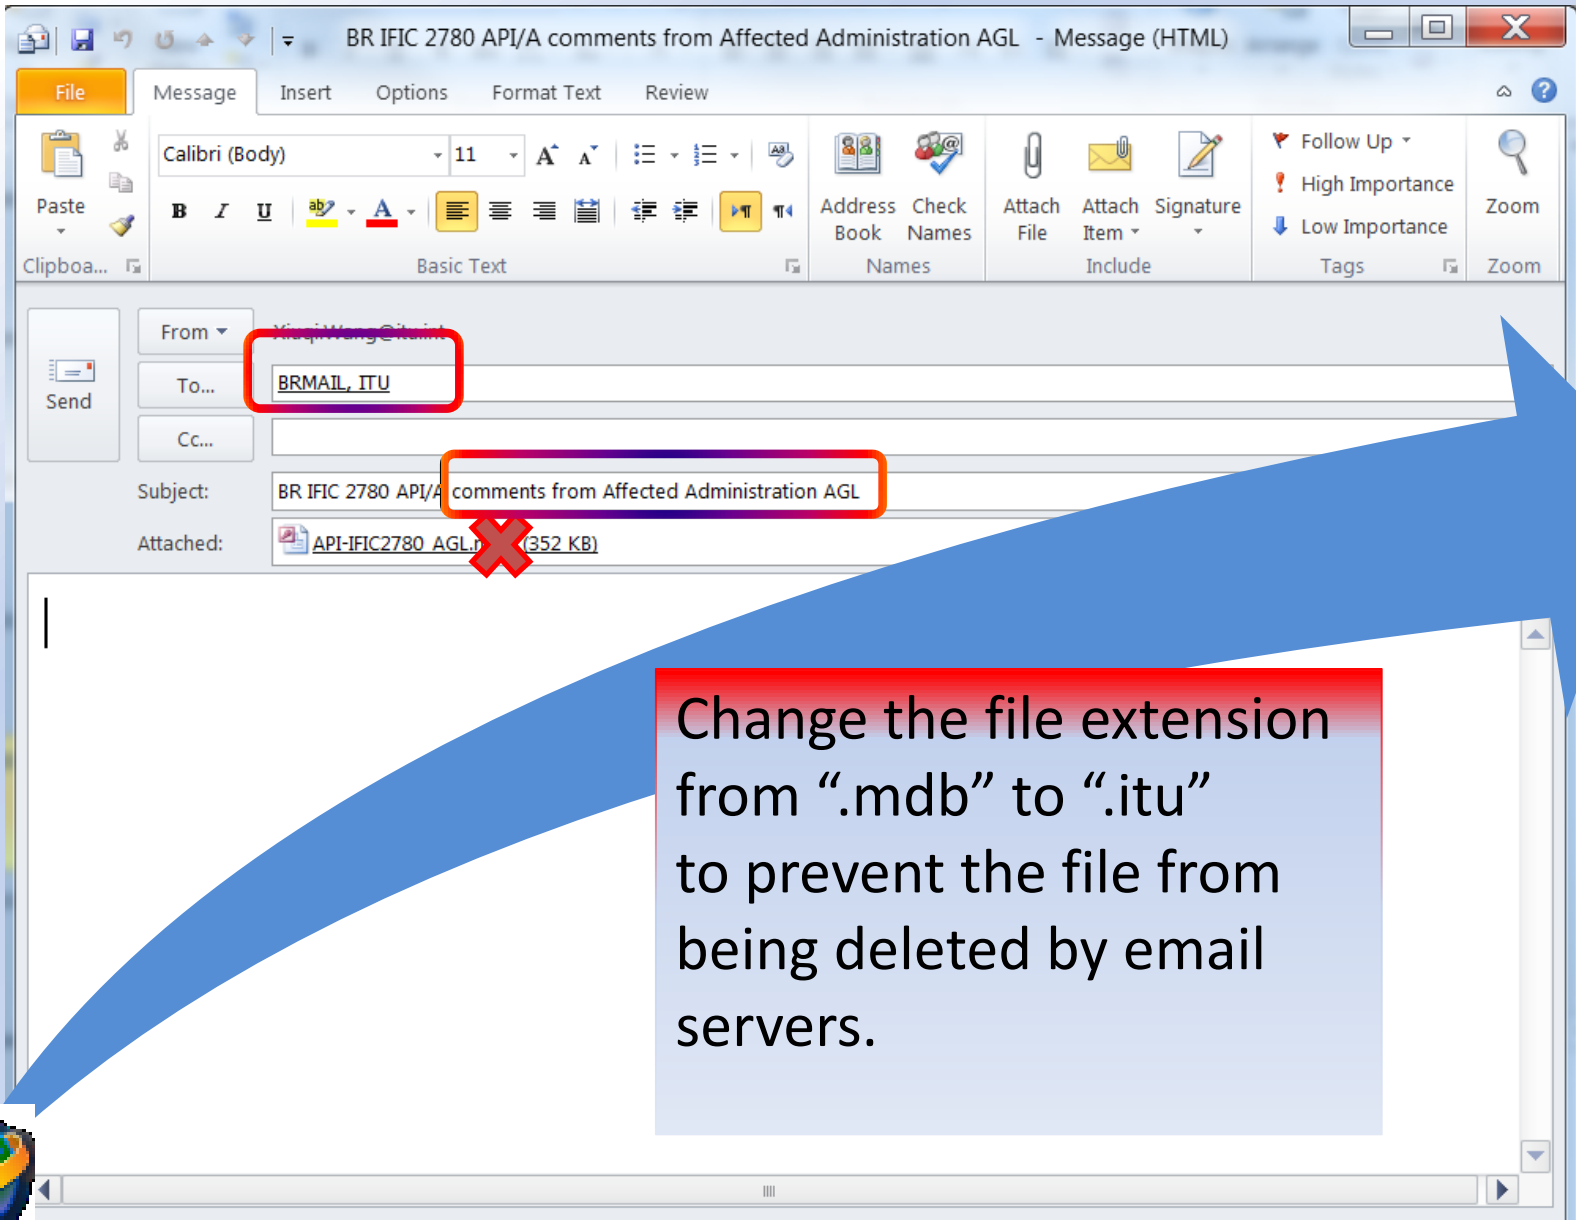 BR IFIC 2780 API/A comments from Affected Administration AGL - Message (HTML)
File Message Insert Options Format Text Review
Calibri (Body) 11
Paste
B I U
Address Book
Check Names
Attach File
Attach Item
Signature
Follow Up
High Importance
Low Importance
Zoom
Clipboa... Basic Text Names Include Tags Zoom
From
Send
To... BRMAIL, ITU
Cc...
Subject: BR IFIC 2780 API/A comments from Affected Administration AGL
Attached: API-IFIC2780 (352 KB)
Change the file extension
from “.mdb” to “.itu”
to prevent the file from
being deleted by email
servers.